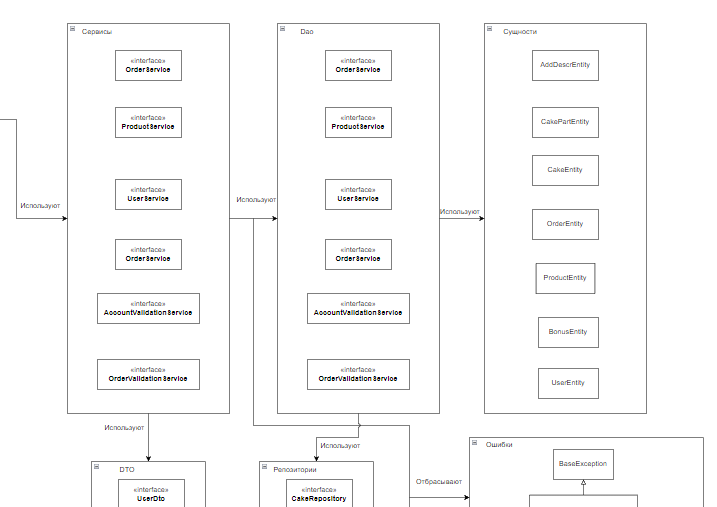 Сервисы
«interface»
OrderService
«interface»
ProductService
«interface»
UserService
«interface»
OrderService
«interface»
AccountValidationService
«interface»
OrderValidationService
Dao
«interface»
OrderService
«interface»
ProductService
«interface»
UserService
«interface»
OrderService
«interface»
AccountValidationService
«interface»
OrderValidationService
Сущности
AddDescrEntity
CakePartEntity
CakeEntity
OrderEntity
ProductEntity
BonusEntity
UserEntity
Используют
Используют
Используют
Используют
Используют
Отбрасывают
DTO
«interface»
UserDto
Репозитории
«interface»
CakeRepository
Ошибки
BaseException